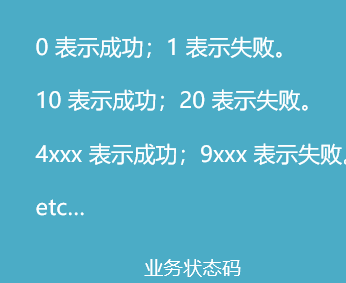 0 表示成功；1 表示失败。
10 表示成功；20 表示失败。
4xxx 表示成功；9xxx 表示失败。
etc...
业务状态码